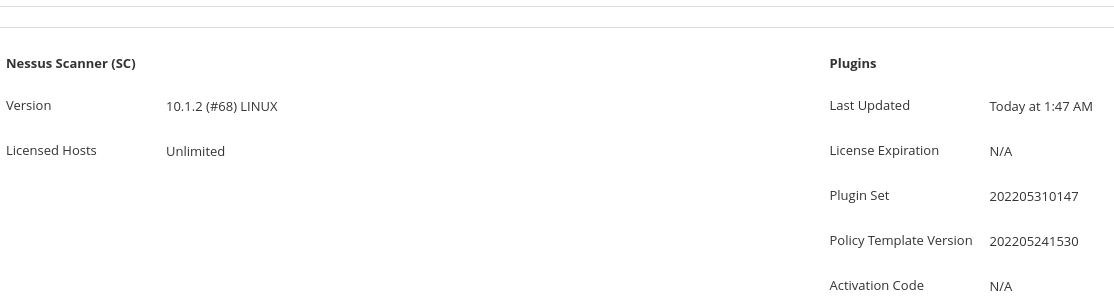 Nessus Scanner (SC)
Version 10.1.2 (#68) LINUX
Licensed Hosts Unlimited
Plugins
Last Updated Today at 1:47 AM
License Expiration N/A
Plugin Set 202205310147
Policy Template Version 202205241530
Activation Code N/A